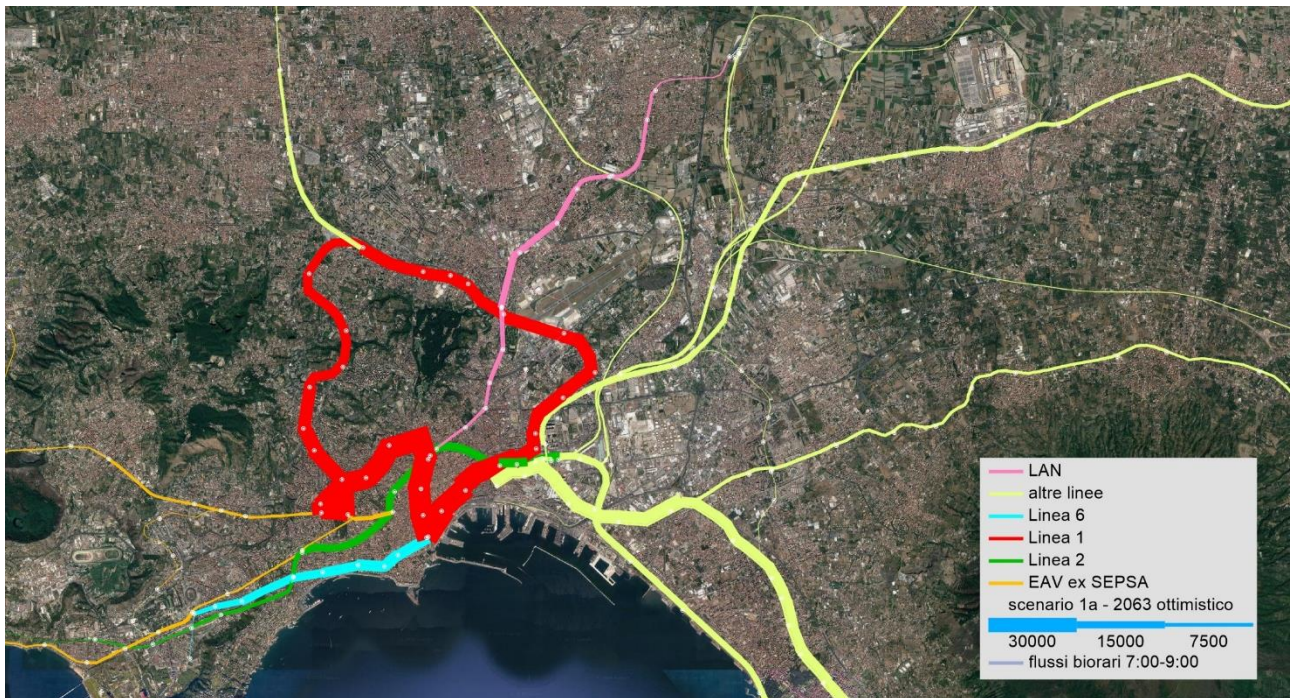 LAN
altre linee
Linea 6
Linea 1
Linea 2
EAV ex SEPSA
scenario 1a - 2063 ottimistico
30000 15000 7500
flussi biorari 7:00-9:00